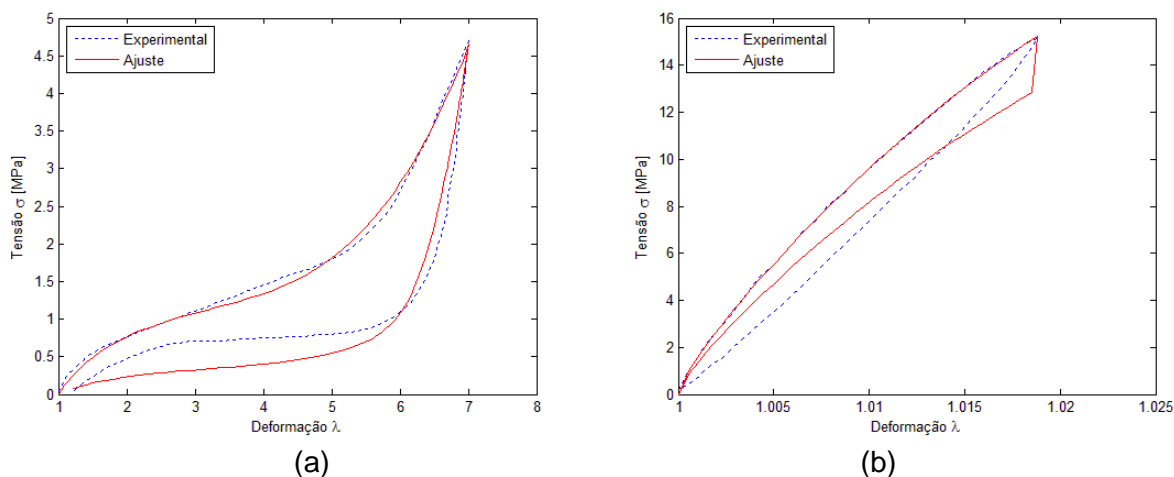 5
4.5
4
3.5
3
2.5
2
1.5
1
0.5
0
Tensão σ [MPa]
Experimental
Ajuste
1 2 3 4 5 6 7 8
Deformação λ
(a)
16
14
12
10
8
6
4
2
0
Tensão σ [MPa]
Experimental
Ajuste
1 1.005 1.01 1.015 1.02 1.025
Deformação λ
(b)